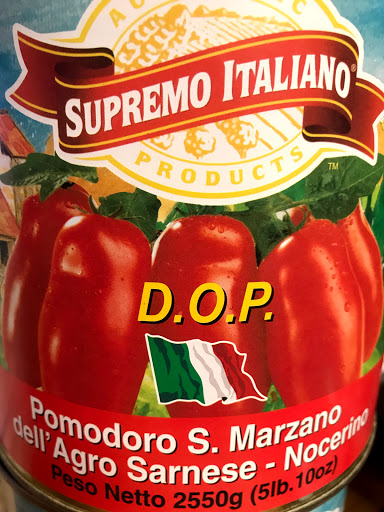 SUPREMO ITALIANO®
PRODUCTS
TM
D.O.P.
Pomodoro S. Marzano
dell'Agro Sarnese - Nocerino
Peso Netto 2550g (5lb.10oz)